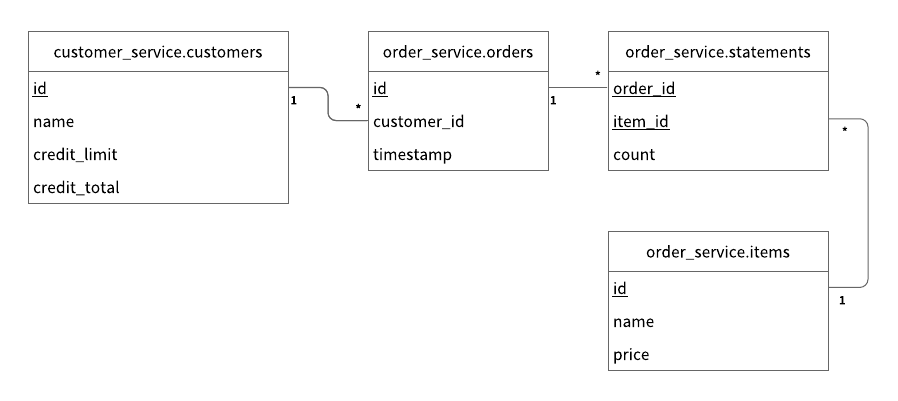 customer_service.customers
id
name
credit_limit
credit_total
1
*
order_service.orders
id
customer_id
timestamp
1
*
order_service.statements
order_id
item_id
count
*
1
order_service.items
id
name
price